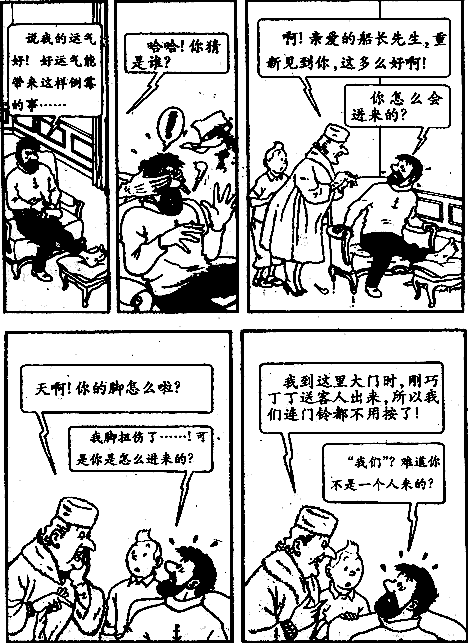 说我的运气
好！好运气能
带来这样倒霉
的事……
哈哈！你猜
是谁？
啊！亲爱的船长先生，重
新见到你，这多么好啊！
你怎么会
进来的？
天啊！你的脚怎么啦？
我脚扭伤了……！可
是你是怎么进来的？
我到这里大门时，刚巧
丁丁送客人出来，所以我
们连门铃都不用按了！
“我们”？难道你
不是一个人来的？